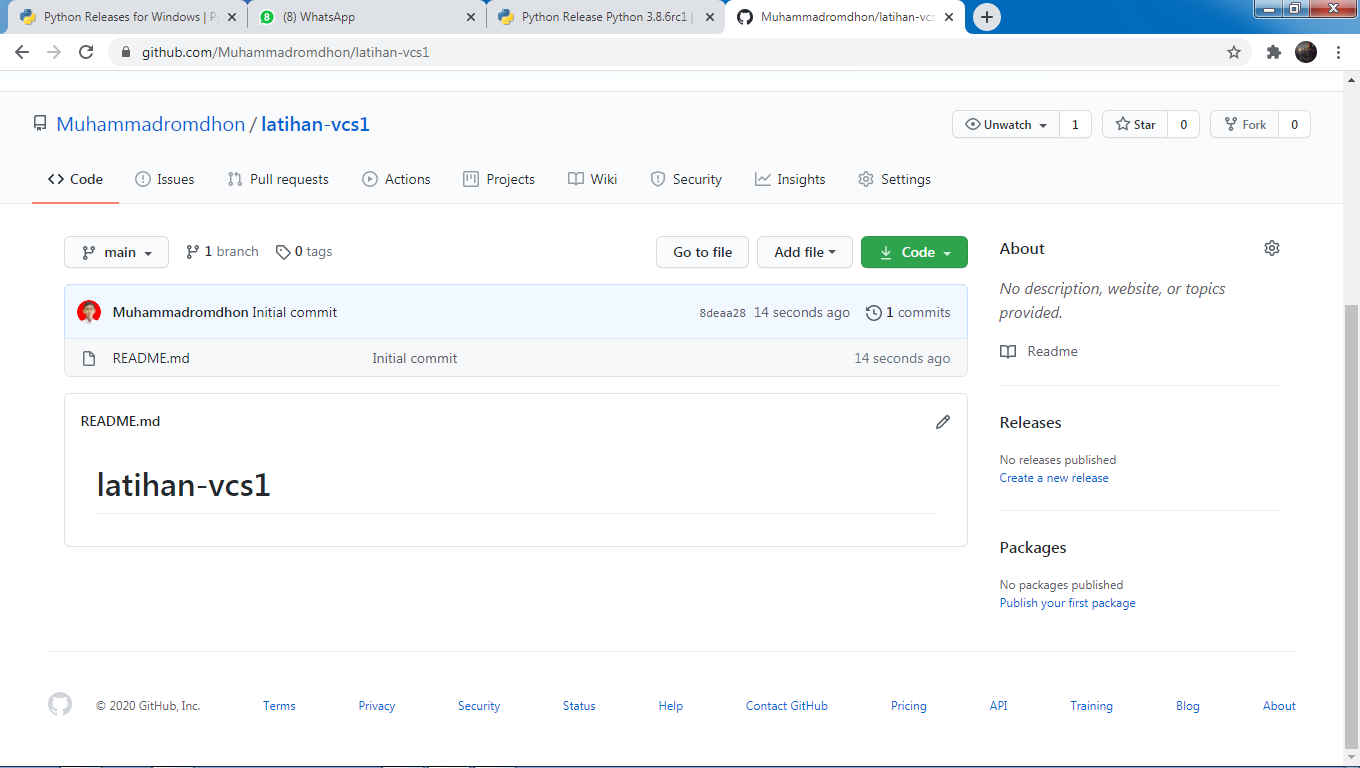 Python Releases for Windows | P
(8) WhatsApp
Python Release Python 3.8.6rc1 |
Muhammadromdhon/latihan-vcs
github.com/Muhammadromdhon/latihan-vcs1
Muhammadromdhon / latihan-vcs1
Unwatch 1
Star 0
Fork 0
Code
Issues
Pull requests
Actions
Projects
Wiki
Security
Insights
Settings
main
1 branch
0 tags
Go to file
Add file
Code
Muhammadromdhon Initial commit
8deaa28 14 seconds ago
1 commits
README.md
Initial commit
14 seconds ago
README.md
latihan-vcs1
About
No description, website, or topics
provided.
Readme
Releases
No releases published
Create a new release
Packages
No packages published
Publish your first package
© 2020 GitHub, Inc.
Terms
Privacy
Security
Status
Help
Contact GitHub
Pricing
API
Training
Blog
About